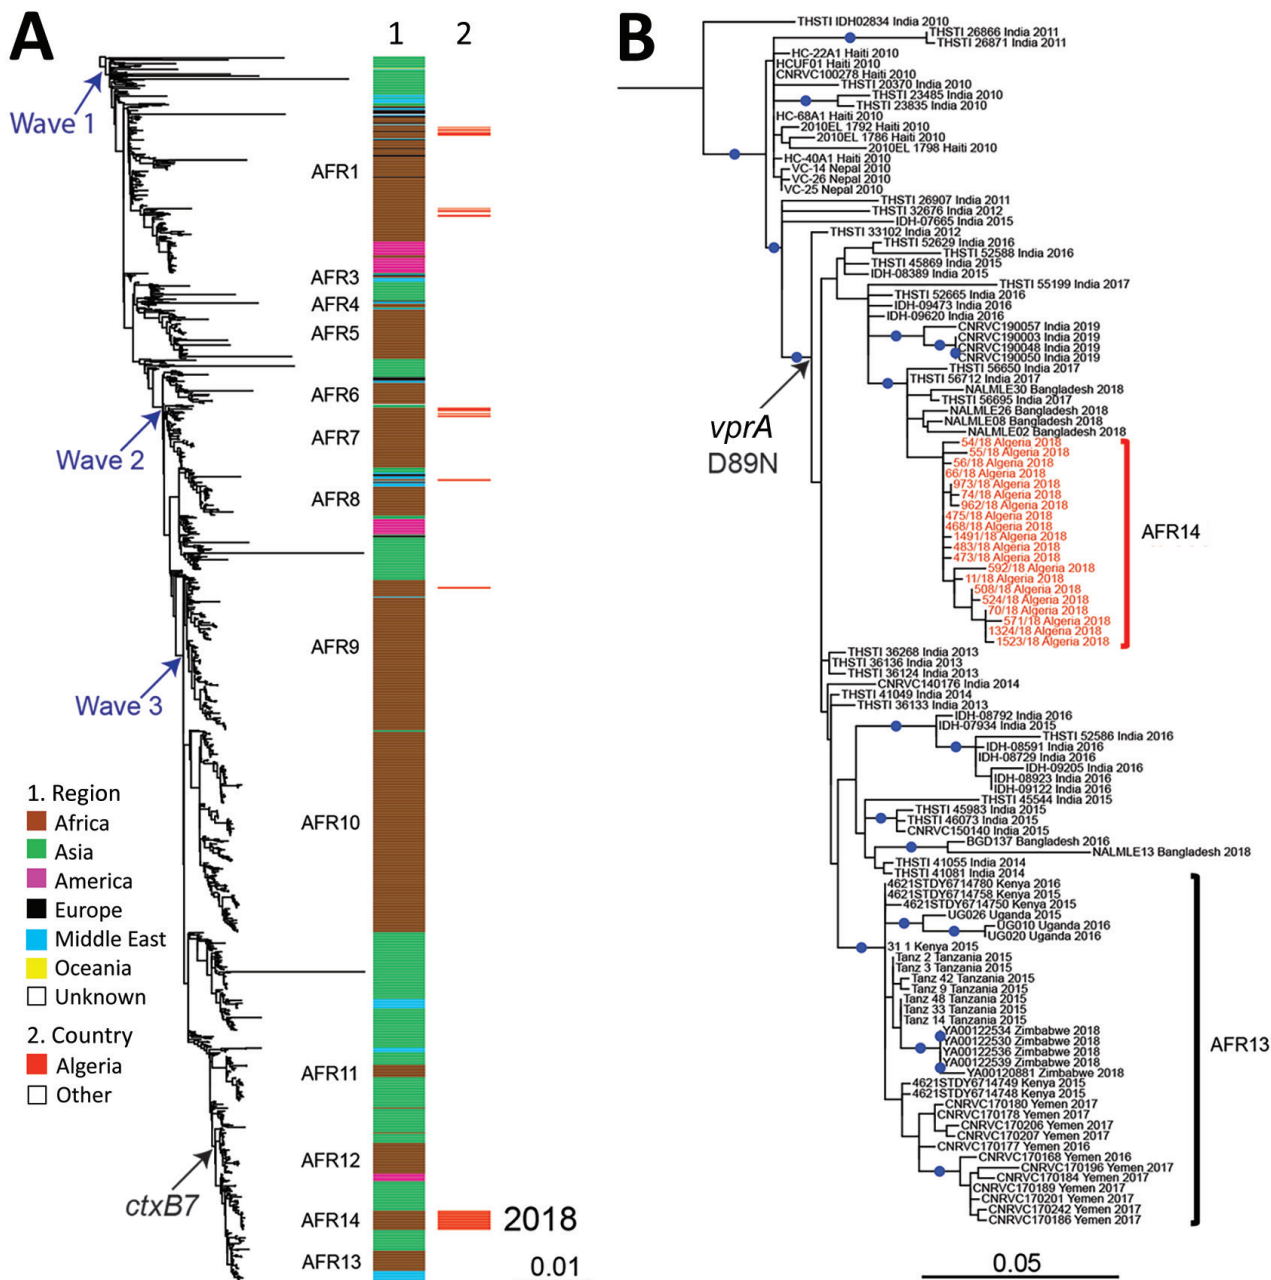 A
1
2
Wave 1
AFR1
AFR3
AFR4
AFR5
AFR6
AFR7
Wave 2
AFR8
AFR9
Wave 3
1. Region
Africa
Asia
America
Europe
Middle East
Oceania
Unknown
2. Country
Algeria
Other
AFR10
AFR11
AFR12
ctxB7
AFR14
2018
AFR13
0.01
B
THSTI IDH02834 India 2010
THSTI 26866 India 2011
THSTI 26871 India 2011
HC-22A1 Haiti 2010
HCUF01 Haiti 2010
CNRVC100278 Haiti 2010
THSTI 20370 India 2010
THSTI 23485 India 2010
THSTI 23835 India 2010
HC-68A1 Haiti 2010
2010EL 1792 Haiti 2010
2010EL 1786 Haiti 2010
2010EL 1798 Haiti 2010
HC-40A1 Haiti 2010
VC-14 Nepal 2010
VC-26 Nepal 2010
VC-25 Nepal 2010
THSTI 26907 India 2011
THSTI 32676 India 2012
IDH-07665 India 2015
THSTI 33102 India 2012
THSTI 52629 India 2016
THSTI 52588 India 2016
THSTI 45869 India 2015
IDH-08389 India 2015
THSTI 55199 India 2017
THSTI 52665 India 2016
IDH-09473 India 2016
IDH-09620 India 2016
CNRVC190057 India 2019
CNRVC190003 India 2019
CNRVC190048 India 2019
CNRVC190050 India 2019
THSTI 56650 India 2017
THSTI 56712 India 2017
NALMLE30 Bangladesh 2018
THSTI 56695 India 2017
NALMLE26 Bangladesh 2018
NALMLE08 Bangladesh 2018
NALMLE02 Bangladesh 2018
vprA
D89N
54/18 Algeria 2018
55/18 Algeria 2018
56/18 Algeria 2018
66/18 Algeria 2018
973/18 Algeria 2018
74/18 Algeria 2018
962/18 Algeria 2018
475/18 Algeria 2018
468/18 Algeria 2018
1491/18 Algeria 2018
483/18 Algeria 2018
473/18 Algeria 2018
592/18 Algeria 2018
11/18 Algeria 2018
508/18 Algeria 2018
524/18 Algeria 2018
70/18 Algeria 2018
571/18 Algeria 2018
1324/18 Algeria 2018
1523/18 Algeria 2018
AFR14
THSTI 36268 India 2013
THSTI 36136 India 2013
THSTI 36124 India 2013
CNRVC140176 India 2014
THSTI 41049 India 2014
THSTI 36133 India 2013
IDH-08792 India 2016
IDH-07934 India 2015
THSTI 52586 India 2016
IDH-08591 India 2016
IDH-08729 India 2016
IDH-09205 India 2016
IDH-08923 India 2016
IDH-09122 India 2016
THSTI 45544 India 2015
THSTI 45983 India 2015
THSTI 46073 India 2015
CNRVC150140 India 2015
BGD137 Bangladesh 2016
NALMLE13 Bangladesh 2018
THSTI 41055 India 2014
THSTI 41081 India 2014
4621STDY6714780 Kenya 2016
4621STDY6714758 Kenya 2015
4621STDY6714750 Kenya 2015
UG026 Uganda 2015
UG010 Uganda 2016
UG020 Uganda 2016
31 1 Kenya 2015
Tanz 2 Tanzania 2015
Tanz 3 Tanzania 2015
Tanz 42 Tanzania 2015
Tanz 9 Tanzania 2015
Tanz 48 Tanzania 2015
Tanz 33 Tanzania 2015
Tanz 14 Tanzania 2015
YA00122534 Zimbabwe 2018
YA00122530 Zimbabwe 2018
YA00122536 Zimbabwe 2018
YA00122539 Zimbabwe 2018
YA00120881 Zimbabwe 2018
4621STDY6714749 Kenya 2015
4621STDY6714748 Kenya 2015
CNRVC170180 Yemen 2017
CNRVC170178 Yemen 2017
CNRVC170206 Yemen 2017
CNRVC170207 Yemen 2017
CNRVC170177 Yemen 2016
CNRVC170168 Yemen 2016
CNRVC170196 Yemen 2017
CNRVC170184 Yemen 2017
CNRVC170189 Yemen 2017
CNRVC170201 Yemen 2017
CNRVC170242 Yemen 2017
CNRVC170186 Yemen 2017
AFR13
0.05